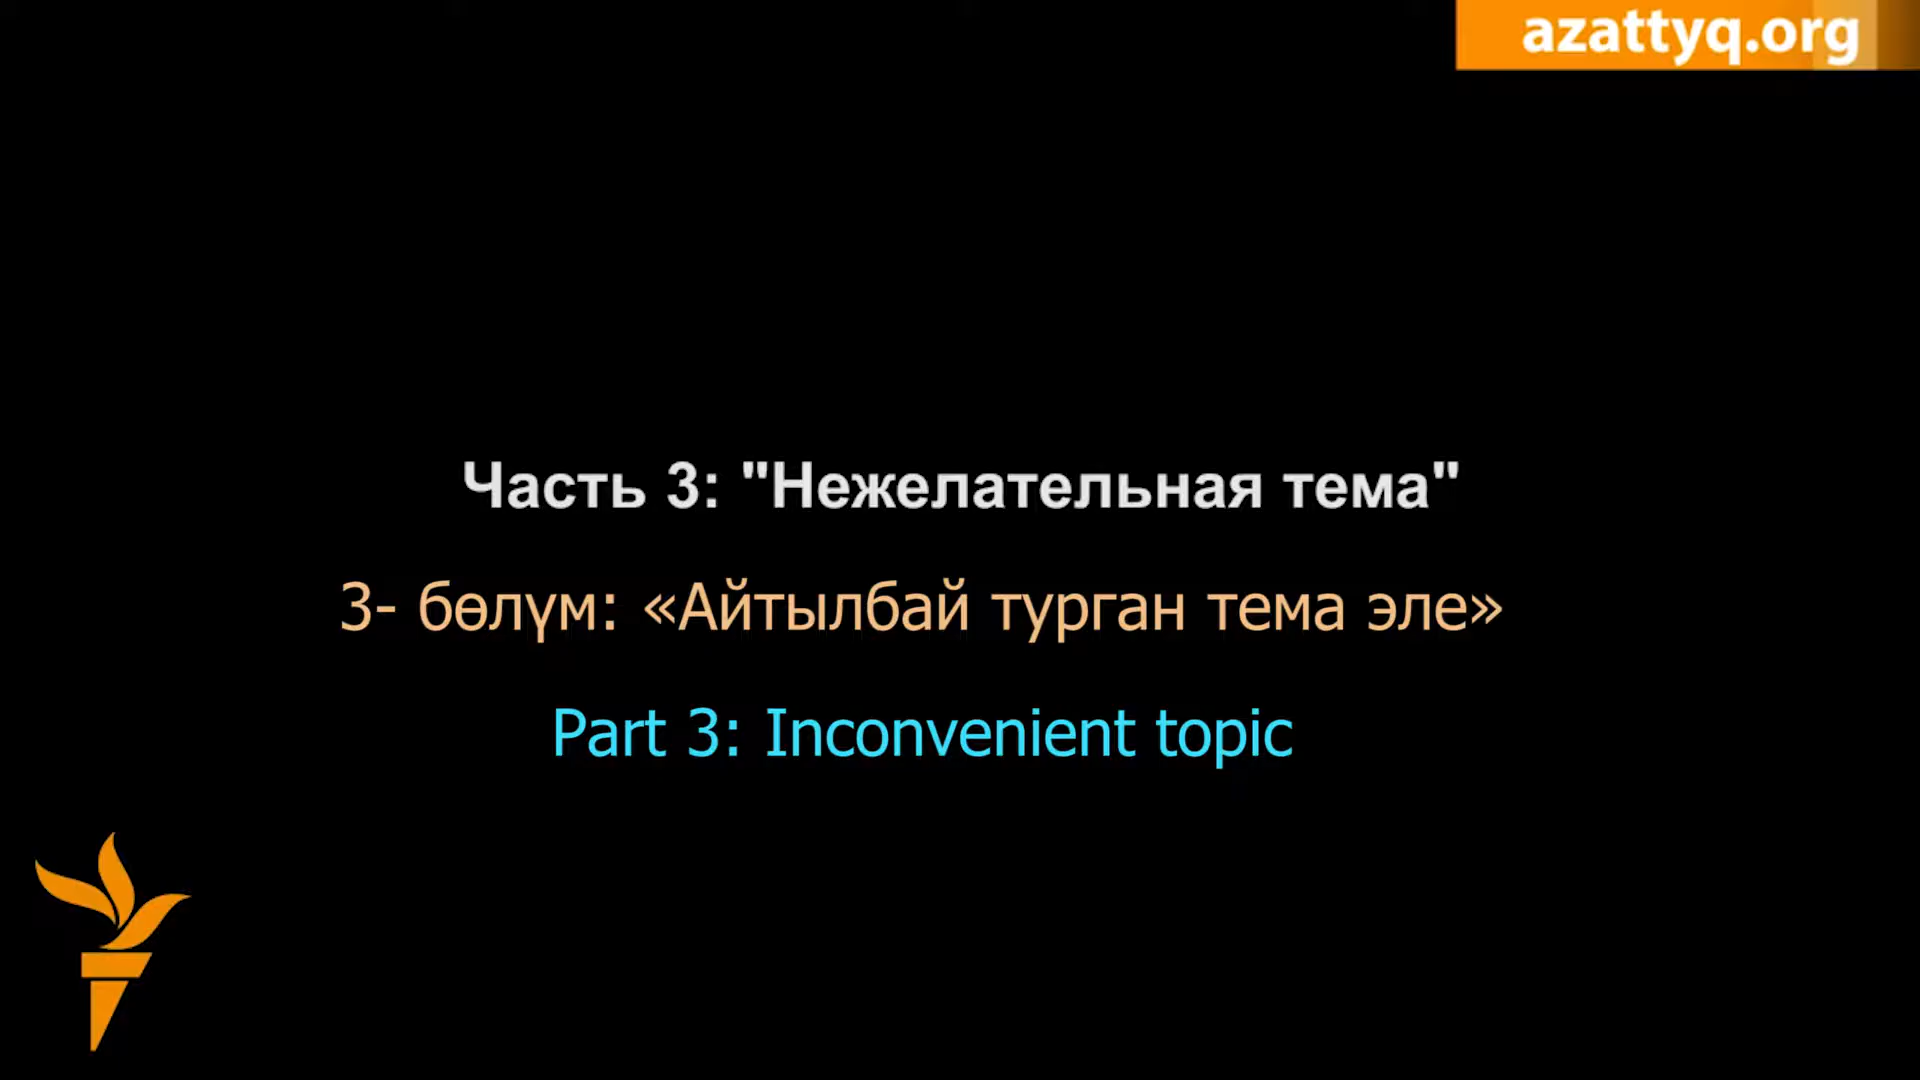 azattyq.org
Часть 3: "Нежелательная тема"
3- бөлүм: «Айтылбай турган тема эле»
Part 3: Inconvenient topic